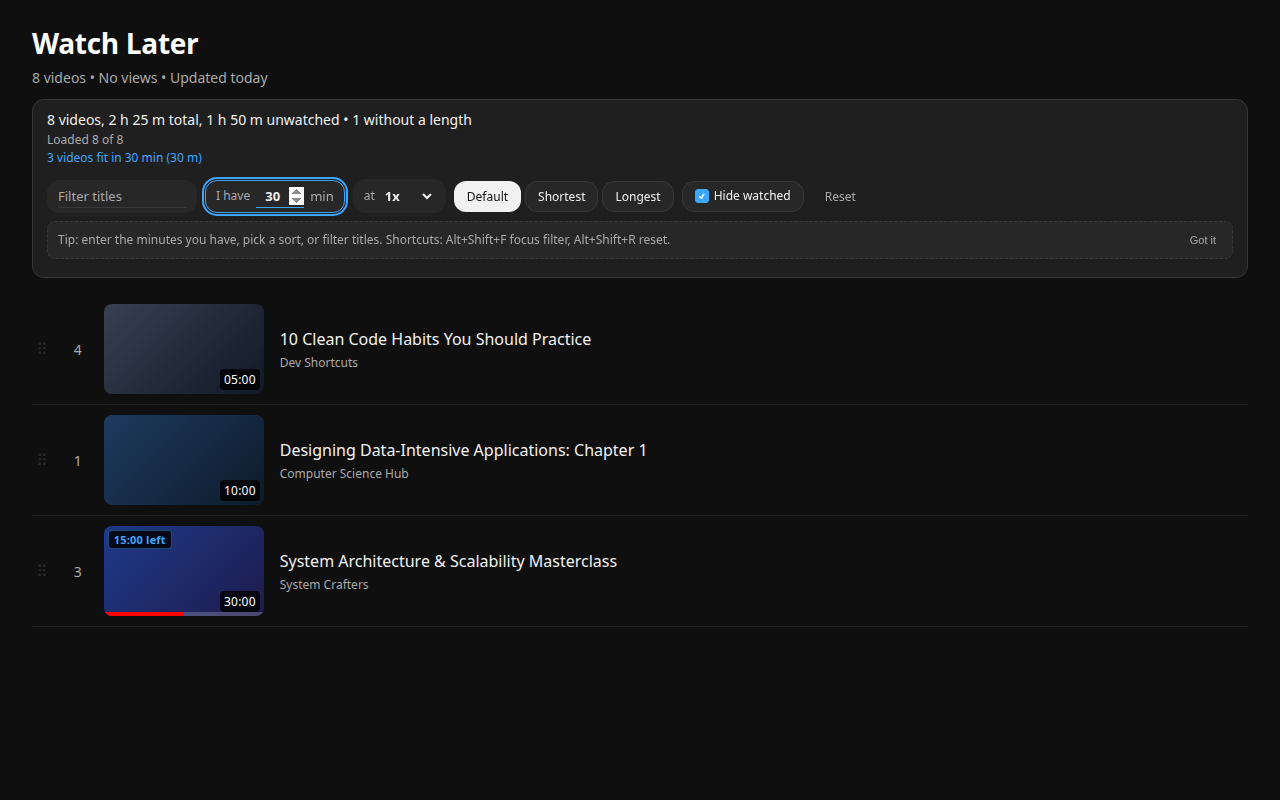 Watch Later
8 videos • No views • Updated today
8 videos, 2 h 25 m total, 1 h 50 m unwatched • 1 without a length
Loaded 8 of 8
3 videos fit in 30 min (30 m)
Filter titles
I have 30 min
at 1x
Default
Shortest
Longest
Hide watched
Reset
Tip: enter the minutes you have, pick a sort, or filter titles. Shortcuts: Alt+Shift+F focus filter, Alt+Shift+R reset.
Got it
4
05:00
10 Clean Code Habits You Should Practice
Dev Shortcuts
1
10:00
Designing Data-Intensive Applications: Chapter 1
Computer Science Hub
3
15:00 left
30:00
System Architecture & Scalability Masterclass
System Crafters